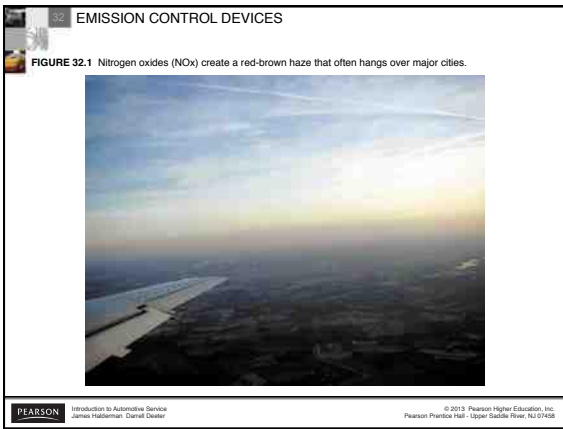 32 EMISSION CONTROL DEVICES
FIGURE 32.1 Nitrogen oxides (NOx) create a red-brown haze that often hangs over major cities.
PEARSON
Introduction to Automotive Service
James Halderman Darrell Deeter
© 2013 Pearson Higher Education, Inc.
Pearson Prentice Hall - Upper Saddle River, NJ 07458